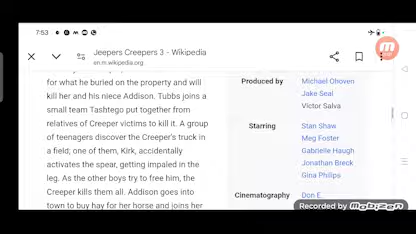 7:53
Jeepers Creepers 3 - Wikipedia
en.m.wikipedia.org
for what he buried on the property and will
kill her and his niece Addison. Tubbs joins a
small team Tashtego put together from
relatives of Creeper victims to kill it. A group
of teenagers discover the Creeper's truck in
a field; one of them, Kirk, accidentally
activates the spear, getting impaled in the
leg. As the other boys try to free him, the
Creeper kills them all. Addison goes into
town to buy hay for her horse and joins her
Produced by
Michael Ohoven
Jake Seal
Victor Salva
Starring
Stan Shaw
Meg Foster
Gabrielle Haugh
Jonathan Breck
Gina Philips
Cinematography
Don E.
Recorded by Mobizen